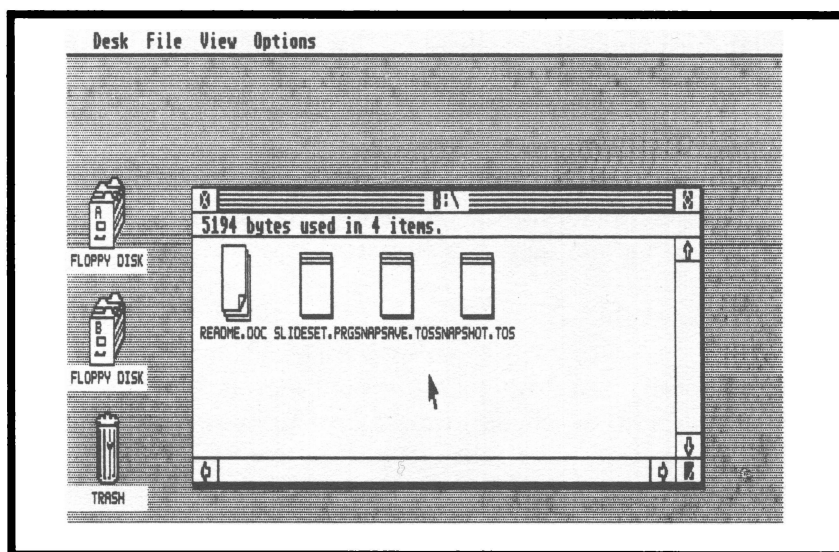 Desk File View Options
B:\
5194 bytes used in 4 items.
A
FLOPPY DISK
README.DOC SLIDESET.PRGSNAPSAVE.TOSSNAPSHOT.TOS
B
FLOPPY DISK
TRASH